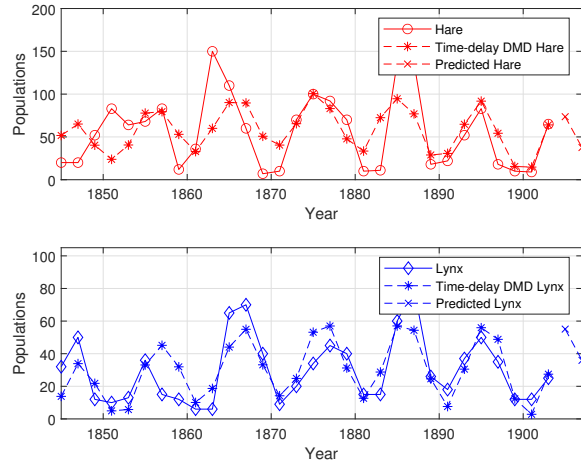 200
150
100
50
0
Populations
Hare
Time-delay DMD Hare
Predicted Hare
1850 1860 1870 1880 1890 1900
Year
100
80
60
40
20
0
Populations
Lynx
Time-delay DMD Lynx
Predicted Lynx
1850 1860 1870 1880 1890 1900
Year